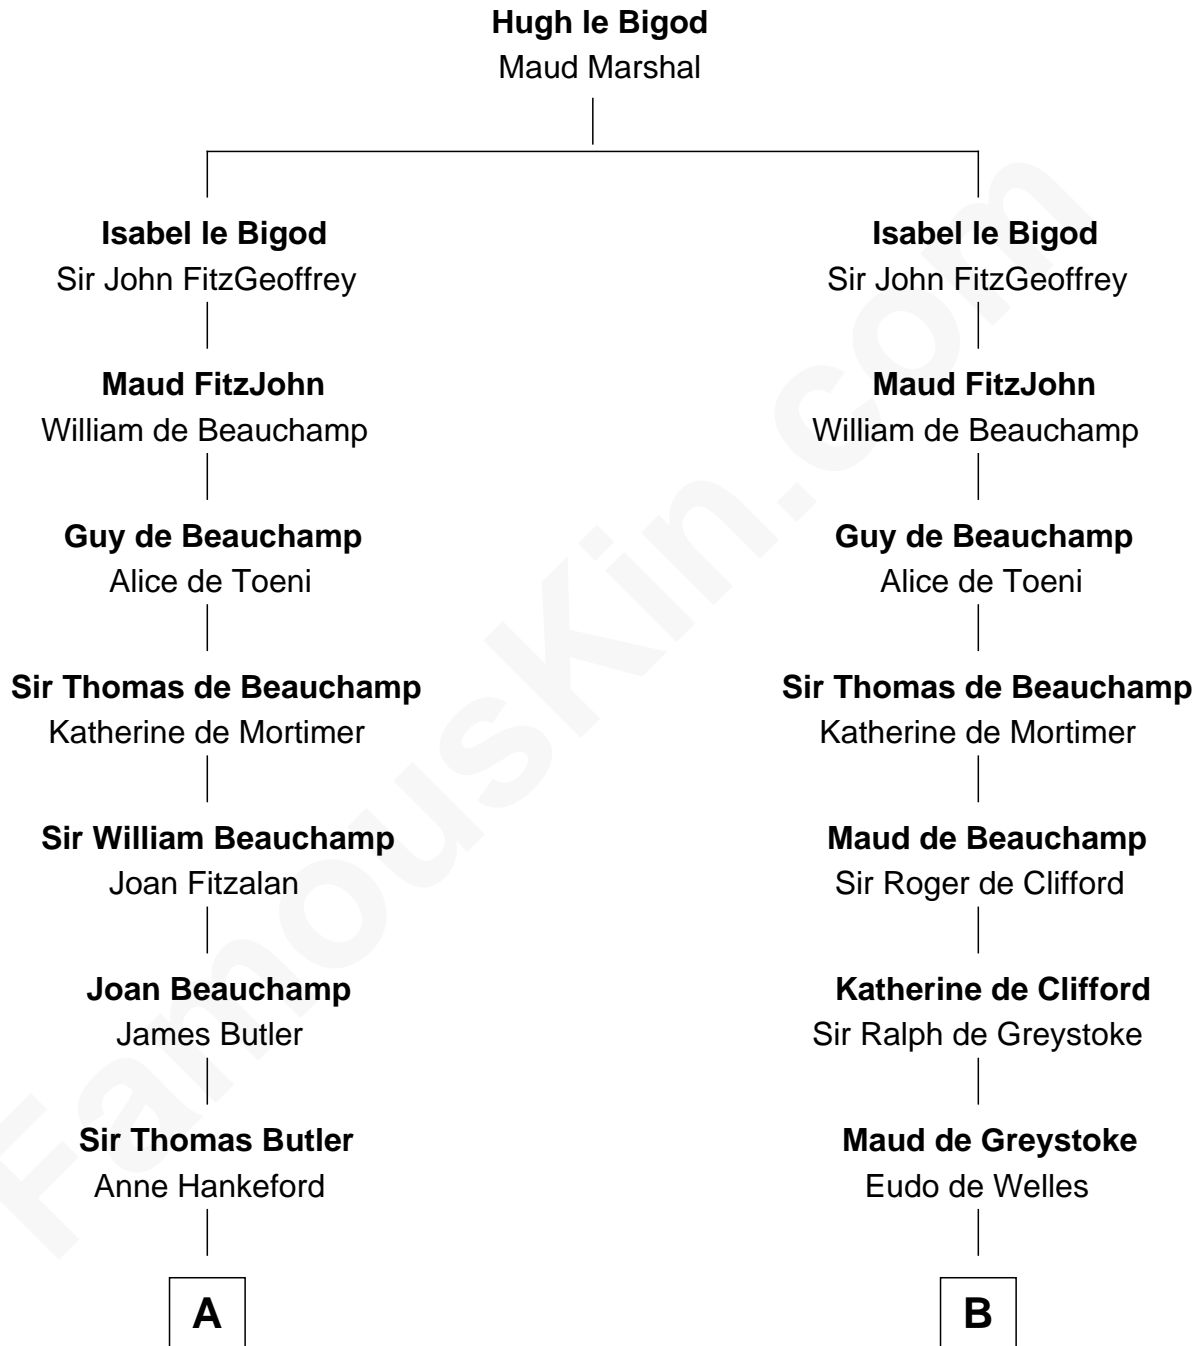 Hugh le Bigod
Maud Marshal
Isabel le Bigod
Sir John FitzGeoffrey
Maud FitzJohn
William de Beauchamp
Guy de Beauchamp
Alice de Toeni
Sir Thomas de Beauchamp
Katherine de Mortimer
Sir William Beauchamp
Joan Fitzalan
Joan Beauchamp
James Butler
Sir Thomas Butler
Anne Hankeford
A
Isabel le Bigod
Sir John FitzGeoffrey
Maud FitzJohn
William de Beauchamp
Guy de Beauchamp
Alice de Toeni
Sir Thomas de Beauchamp
Katherine de Mortimer
Maud de Beauchamp
Sir Roger de Clifford
Katherine de Clifford
Sir Ralph de Greystoke
Maud de Greystoke
Eudo de Welles
B
FamousKin.com